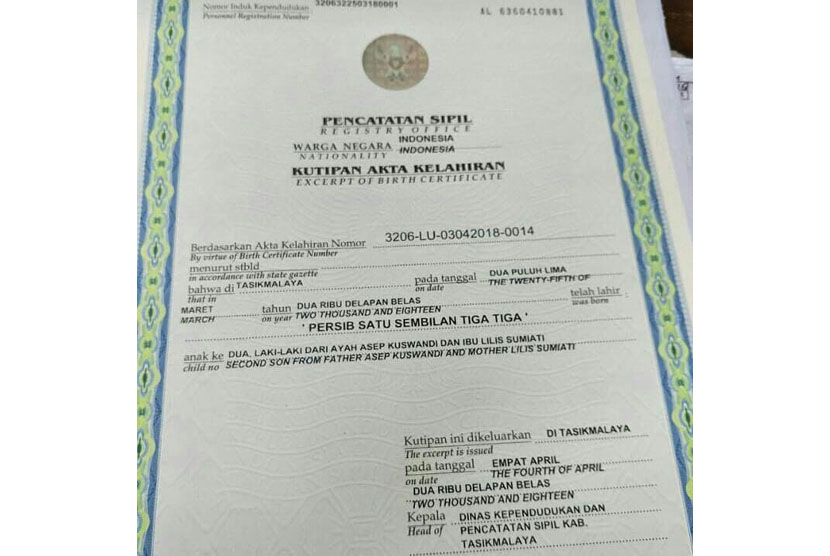 Nomor Induk Kependudukan 3206322503180001
Personnel Registration Number
AL 6360410881
PENCATATAN SIPIL
REGISTRY OFFICE
WARGA NEGARA INDONESIA
NATIONALITY INDONESIA
KUTIPAN AKTA KELAHIRAN
EXCERPT OF BIRTH CERTIFICATE
Berdasarkan Akta Kelahiran Nomor 3206-LU-03042018-0014
By virtue of Birth Certificate Number
menurut stbld
in accordance with state gazette
bahwa di TASIKMALAYA pada tanggal DUA PULUH LIMA
that in on date THE TWENTY-FIFTH OF
MARET tahun DUA RIBU DELAPAN BELAS telah lahir
MARCH on year TWO THOUSAND AND EIGHTEEN was born
' PERSIB SATU SEMBILAN TIGA TIGA '
anak ke DUA, LAKI-LAKI DARI AYAH ASEP KUSWANDI DAN IBU LILIS SUMIATI
child no SECOND SON FROM FATHER ASEP KUSWANDI AND MOTHER LILIS SUMIATI
Kutipan ini dikeluarkan DI TASIKMALAYA
The excerpt is issued
pada tanggal EMPAT APRIL
on date THE FOURTH OF APRIL
DUA RIBU DELAPAN BELAS
TWO THOUSAND AND EIGHTEEN
Kepala DINAS KEPENDUDUKAN DAN
Head of PENCATATAN SIPIL KAB.
TASIKMALAYA